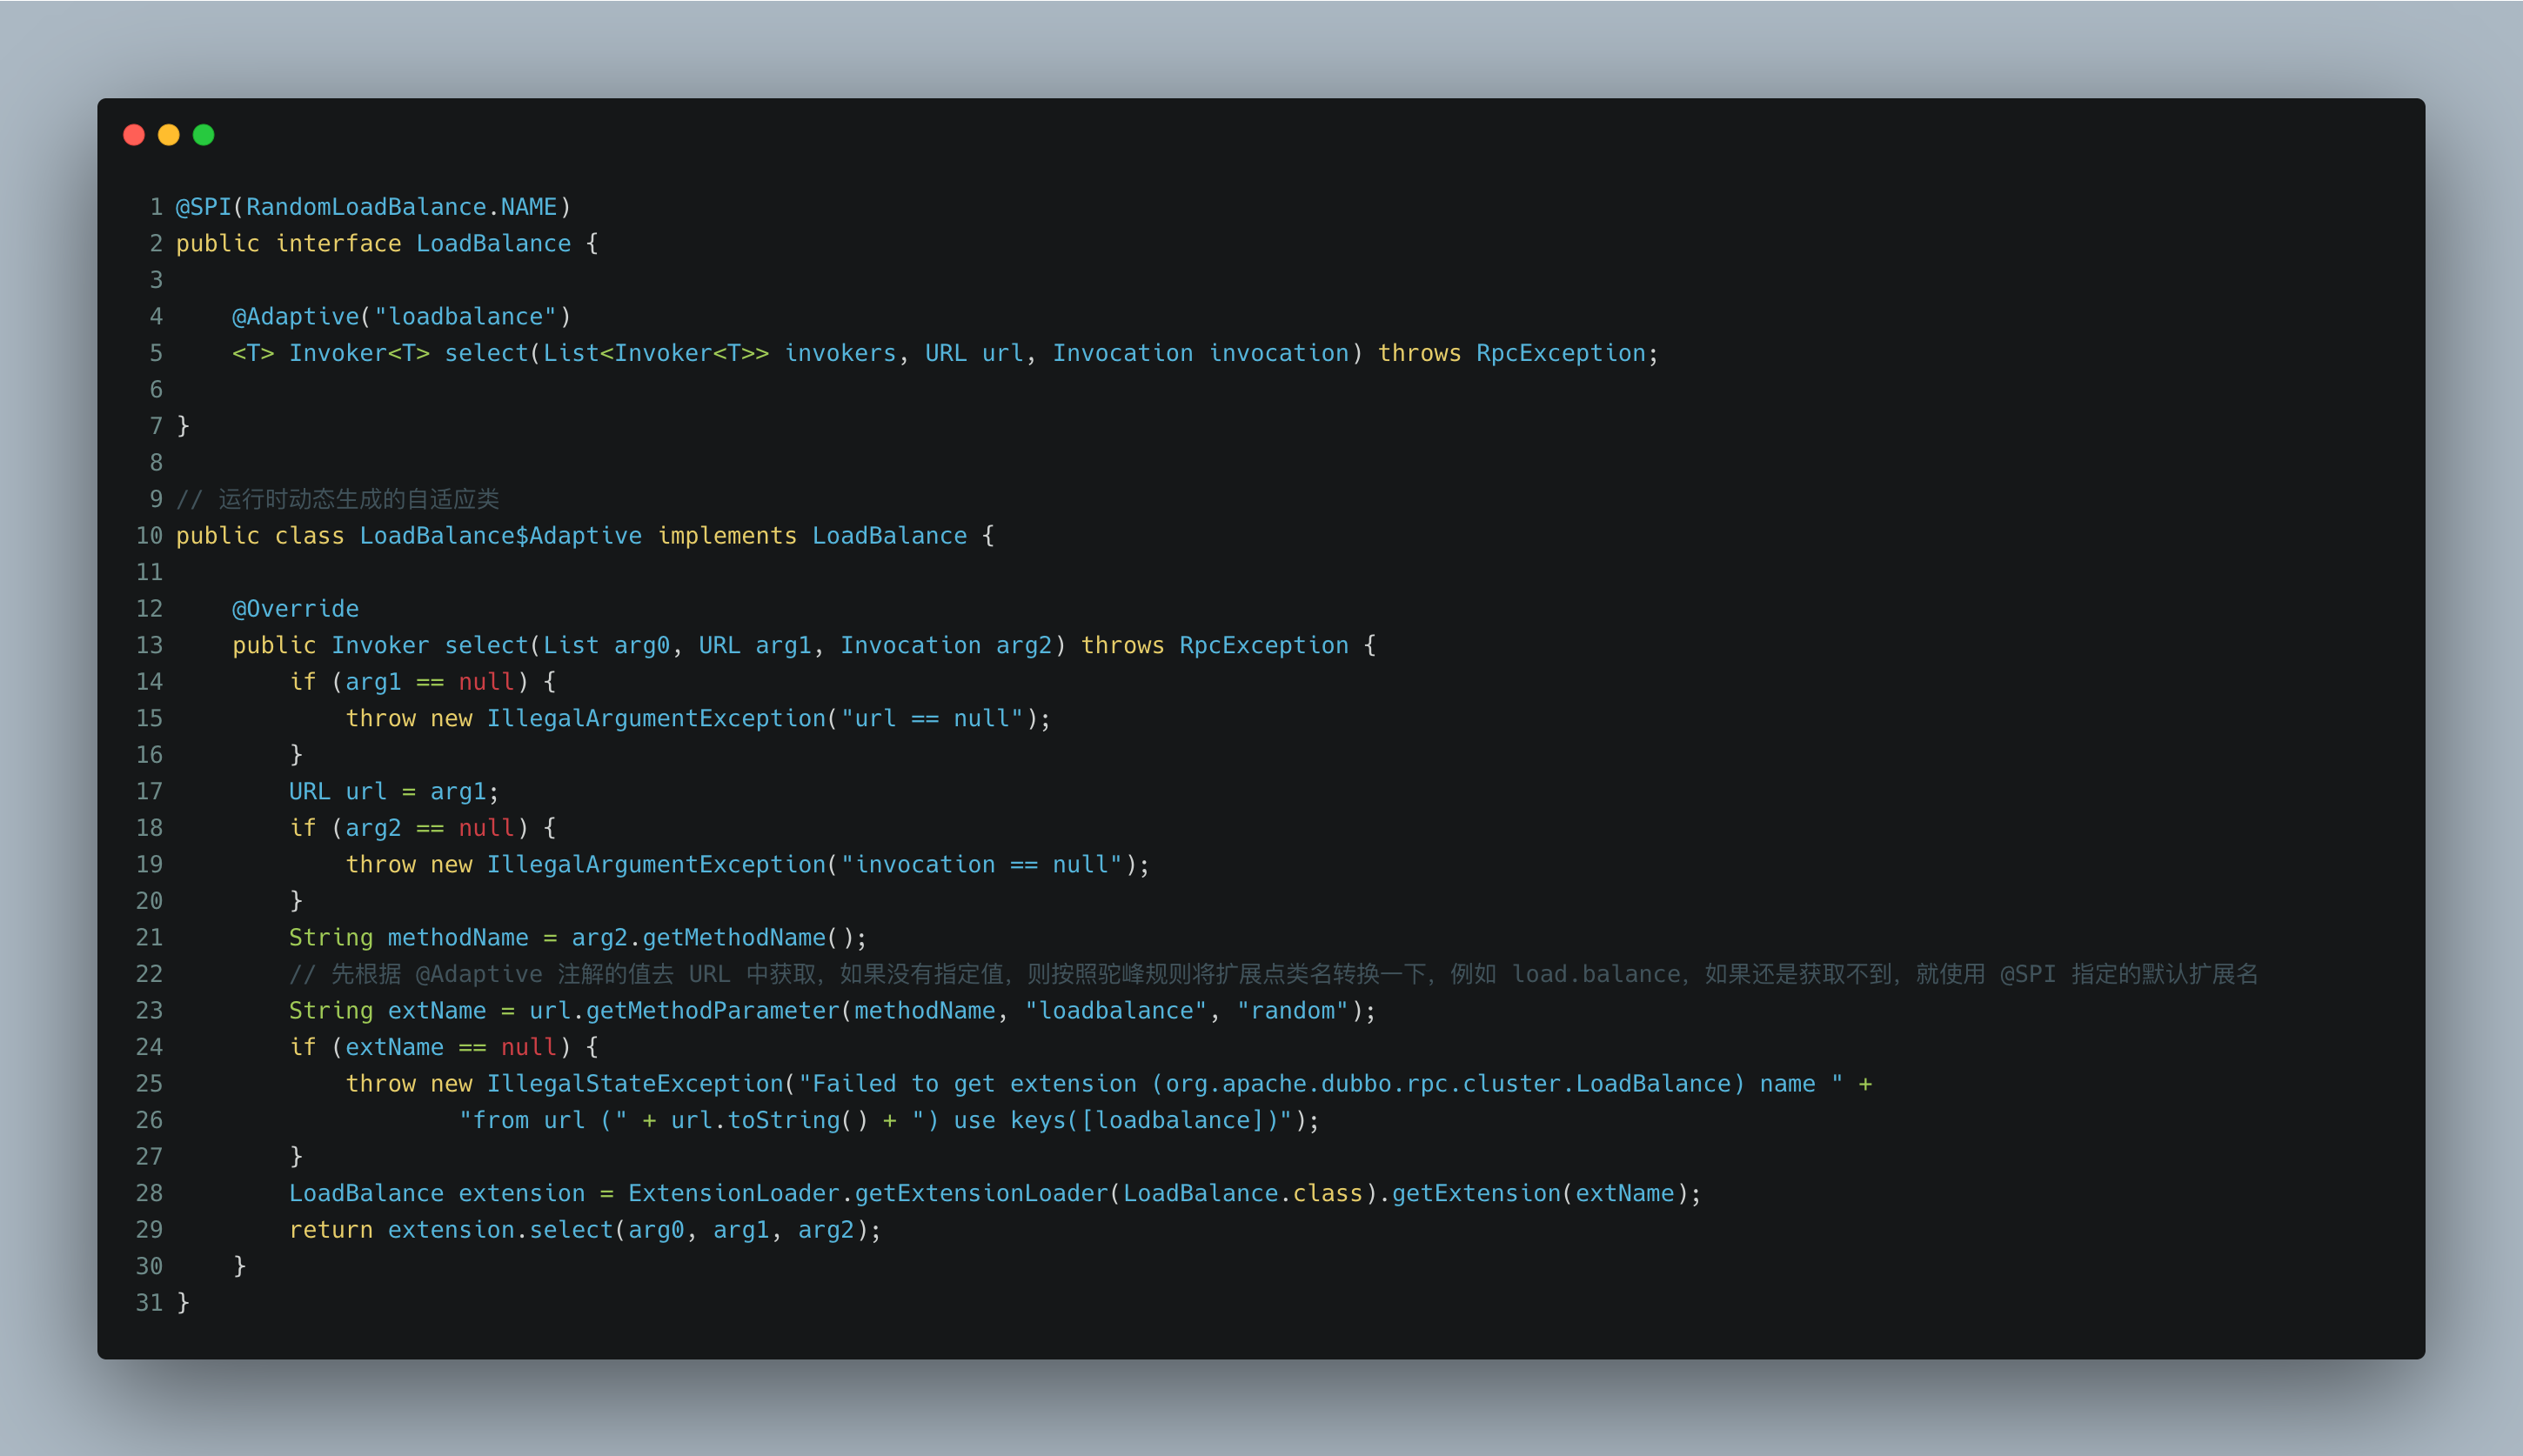 1 @SPI(RandomLoadBalance.NAME)
2 public interface LoadBalance {
3
4     @Adaptive("loadbalance")
5     <T> Invoker<T> select(List<Invoker<T>> invokers, URL url, Invocation invocation) throws RpcException;
6
7 }
8
9 // 运行时动态生成的自适应类
10 public class LoadBalance$Adaptive implements LoadBalance {
11
12     @Override
13     public Invoker select(List arg0, URL arg1, Invocation arg2) throws RpcException {
14         if (arg1 == null) {
15             throw new IllegalArgumentException("url == null");
16         }
17         URL url = arg1;
18         if (arg2 == null) {
19             throw new IllegalArgumentException("invocation == null");
20         }
21         String methodName = arg2.getMethodName();
22         // 先根据 @Adaptive 注解的值去 URL 中获取，如果没有指定值，则按照驼峰规则将扩展点类名转换一下，例如 load.balance，如果还是获取不到，就使用 @SPI 指定的默认扩展名
23         String extName = url.getMethodParameter(methodName, "loadbalance", "random");
24         if (extName == null) {
25             throw new IllegalStateException("Failed to get extension (org.apache.dubbo.rpc.cluster.LoadBalance) name " +
26                     "from url (" + url.toString() + ") use keys([loadbalance])");
27         }
28         LoadBalance extension = ExtensionLoader.getExtensionLoader(LoadBalance.class).getExtension(extName);
29         return extension.select(arg0, arg1, arg2);
30     }
31 }